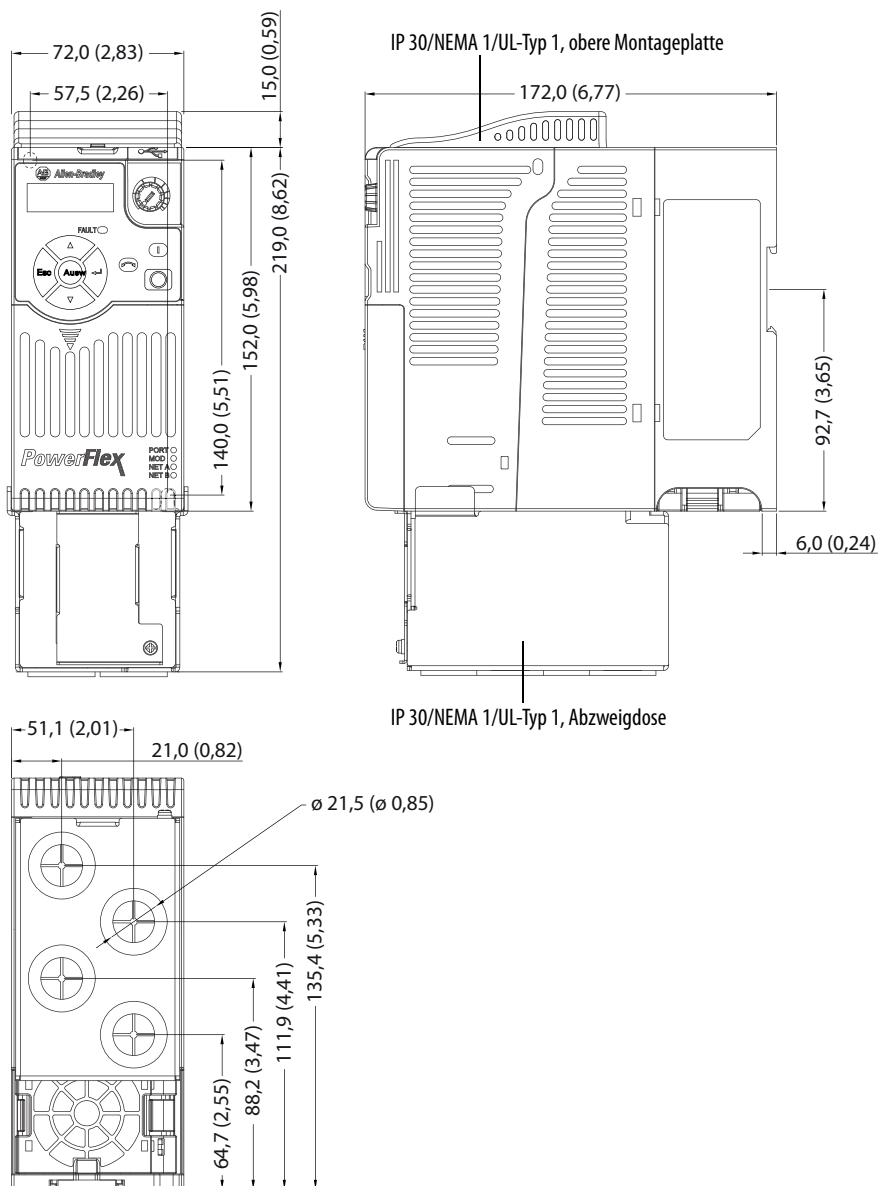 IP 30/NEMA 1/UL-Typ 1, obere Montageplatte
72,0 (2,83)
57,5 (2,26)
15,0 (0,59)
172,0 (6,77)
AB Allen-Bradley
FAULT
Esc
Ausw
219,0 (8,62)
152,0 (5,98)
140,0 (5,51)
92,7 (3,65)
PowerFlex
PORT
MOD
NET A
NET B
6,0 (0,24)
IP 30/NEMA 1/UL-Typ 1, Abzweigdose
51,1 (2,01)
21,0 (0,82)
ø 21,5 (ø 0,85)
135,4 (5,33)
111,9 (4,41)
88,2 (3,47)
64,7 (2,55)